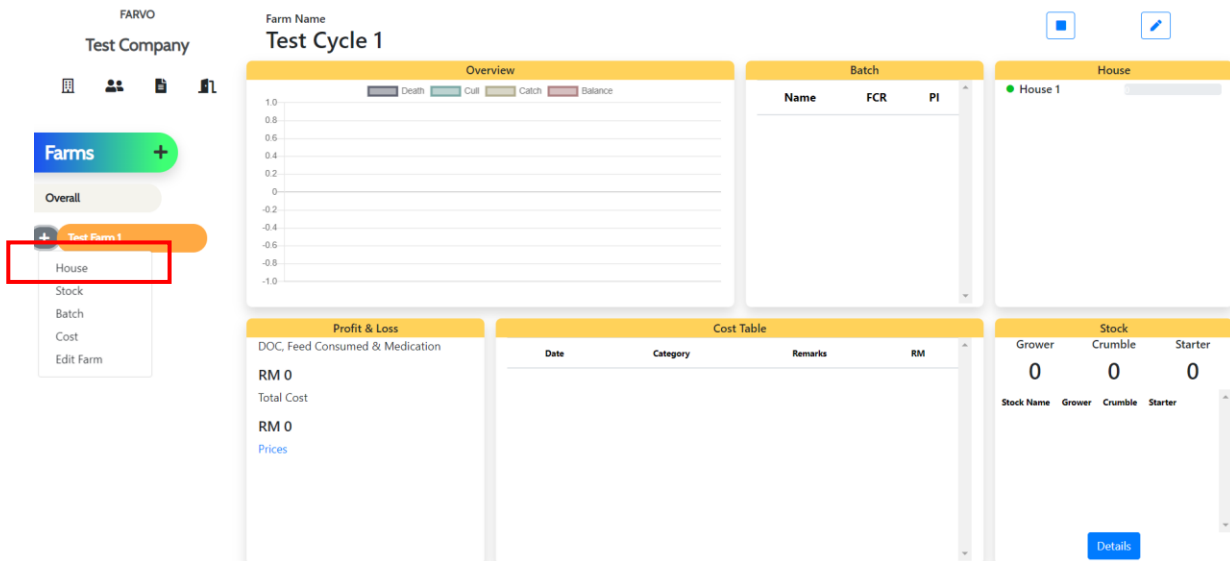 FARVO
Test Company
Farms +
Overall
+ Test Farm 1
House
Stock
Batch
Cost
Edit Farm
Farm Name
Test Cycle 1
Overview
Death Cull Catch Balance
1.0
0.8
0.6
0.4
0.2
0
-0.2
-0.4
-0.6
-0.8
-1.0
Batch
Name FCR PI
House
House 1
Profit & Loss
DOC, Feed Consumed & Medication
RM 0
Total Cost
RM 0
Prices
Cost Table
Date Category Remarks RM
Stock
Grower Crumble Starter
0 0 0
Stock Name Grower Crumble Starter
Details